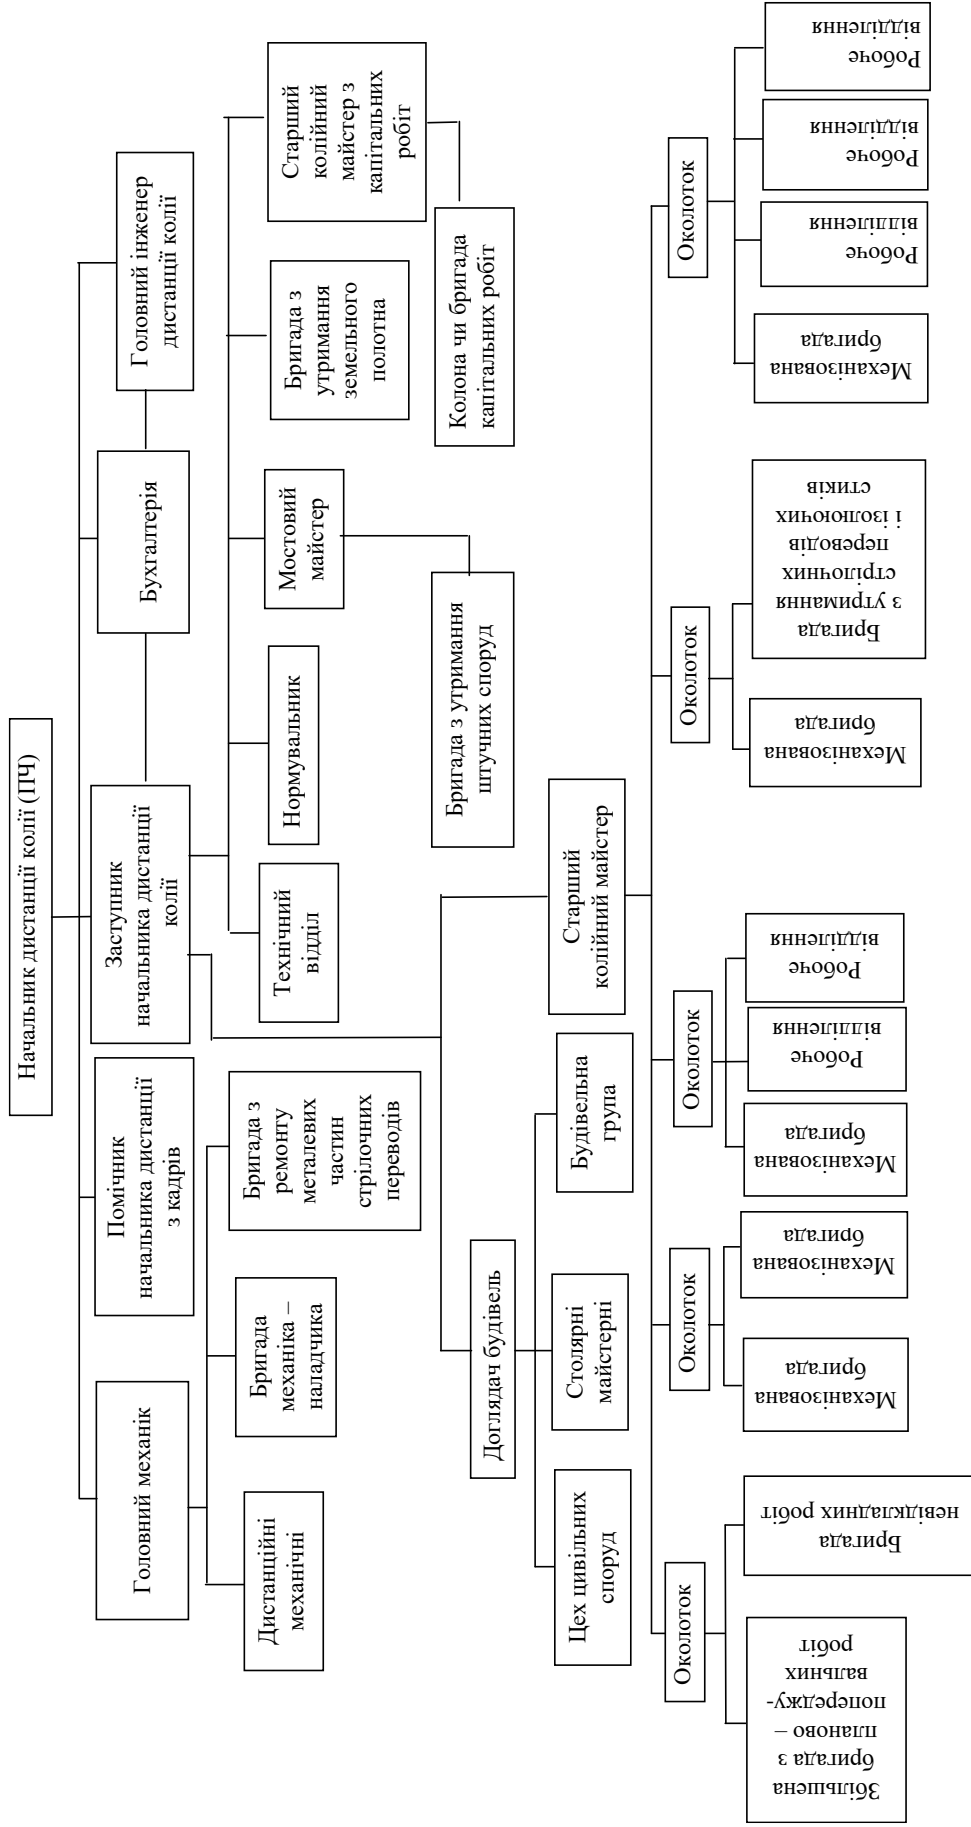 Начальник дистанції колії (ПЧ)
Головний механік
Помічник
начальника дистанції
з кадрів
Заступник
начальника дистанції
колії
Бухгалтерія
Головний інженер
дистанції колії
Дистанційні
механічні
Бригада
механіка –
наладчика
Бригада з
ремонту
металевих
частин
стрілочних
переводів
Технічний
відділ
Нормувальник
Мостовий
майстер
Бригада з
утримання
земельного
полотна
Старший
колійний
майстер з
капітальних
робіт
Бригада з утримання
штучних споруд
Колона чи бригада
капітальних робіт
Доглядач будівель
Старший
колійний майстер
Цех цивільних
споруд
Столярні
майстерні
Будівельна
група
Околоток
Околоток
Околоток
Околоток
Околоток
Збільшена
бригада з
планово –
попереджу-
вальних
робіт
Бригада
невідкладних робіт
Механізована
бригада
Механізована
бригада
Механізована
бригада
Робоче
відділення
Робоче
відділення
Механізована
бригада
Бригада
з утримання
стрілочних
переводів
і ізолюючих
стиків
Механізована
бригада
Робоче
відділення
Робоче
відділення
Робоче
відділення